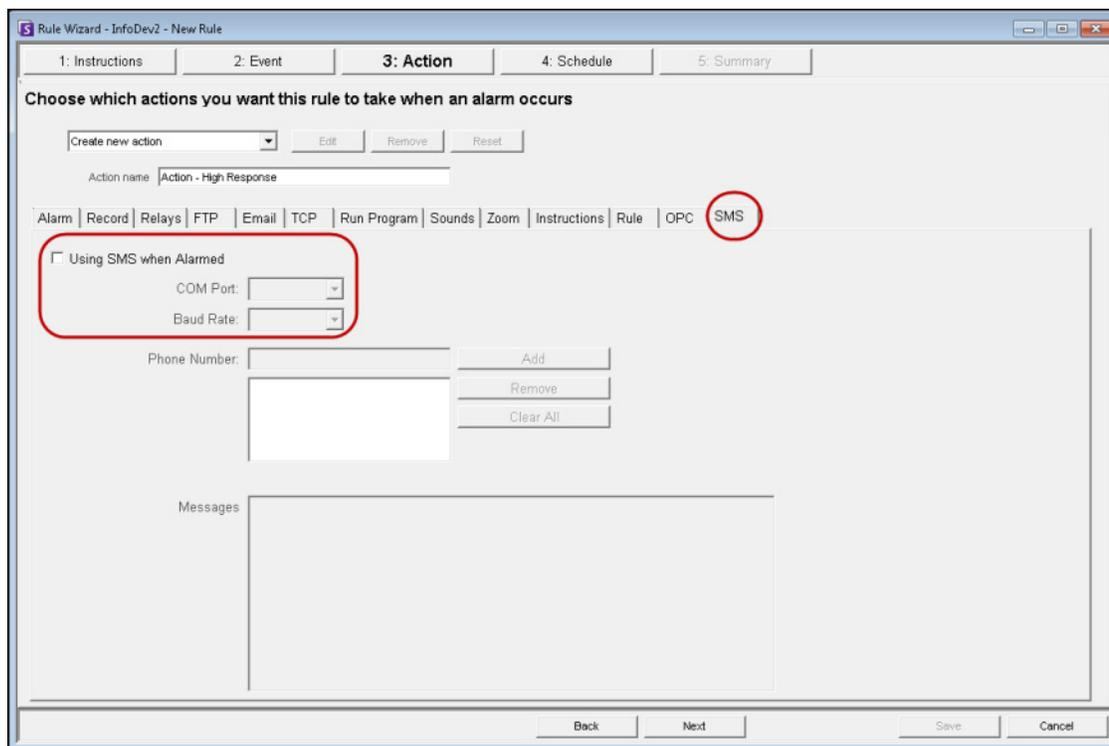 Rule Wizard - InfoDev2 - New Rule
1: Instructions 2: Event 3: Action 4: Schedule 5: Summary
Choose which actions you want this rule to take when an alarm occurs
Create new action Edit Remove Reset
Action name Action - High Response
Alarm Record Relays FTP Email TCP Run Program Sounds Zoom Instructions Rule OPC SMS
Using SMS when Alarmed
COM Port:
Baud Rate:
Phone Number: Add
Remove
Clear All
Messages
Back Next Save Cancel